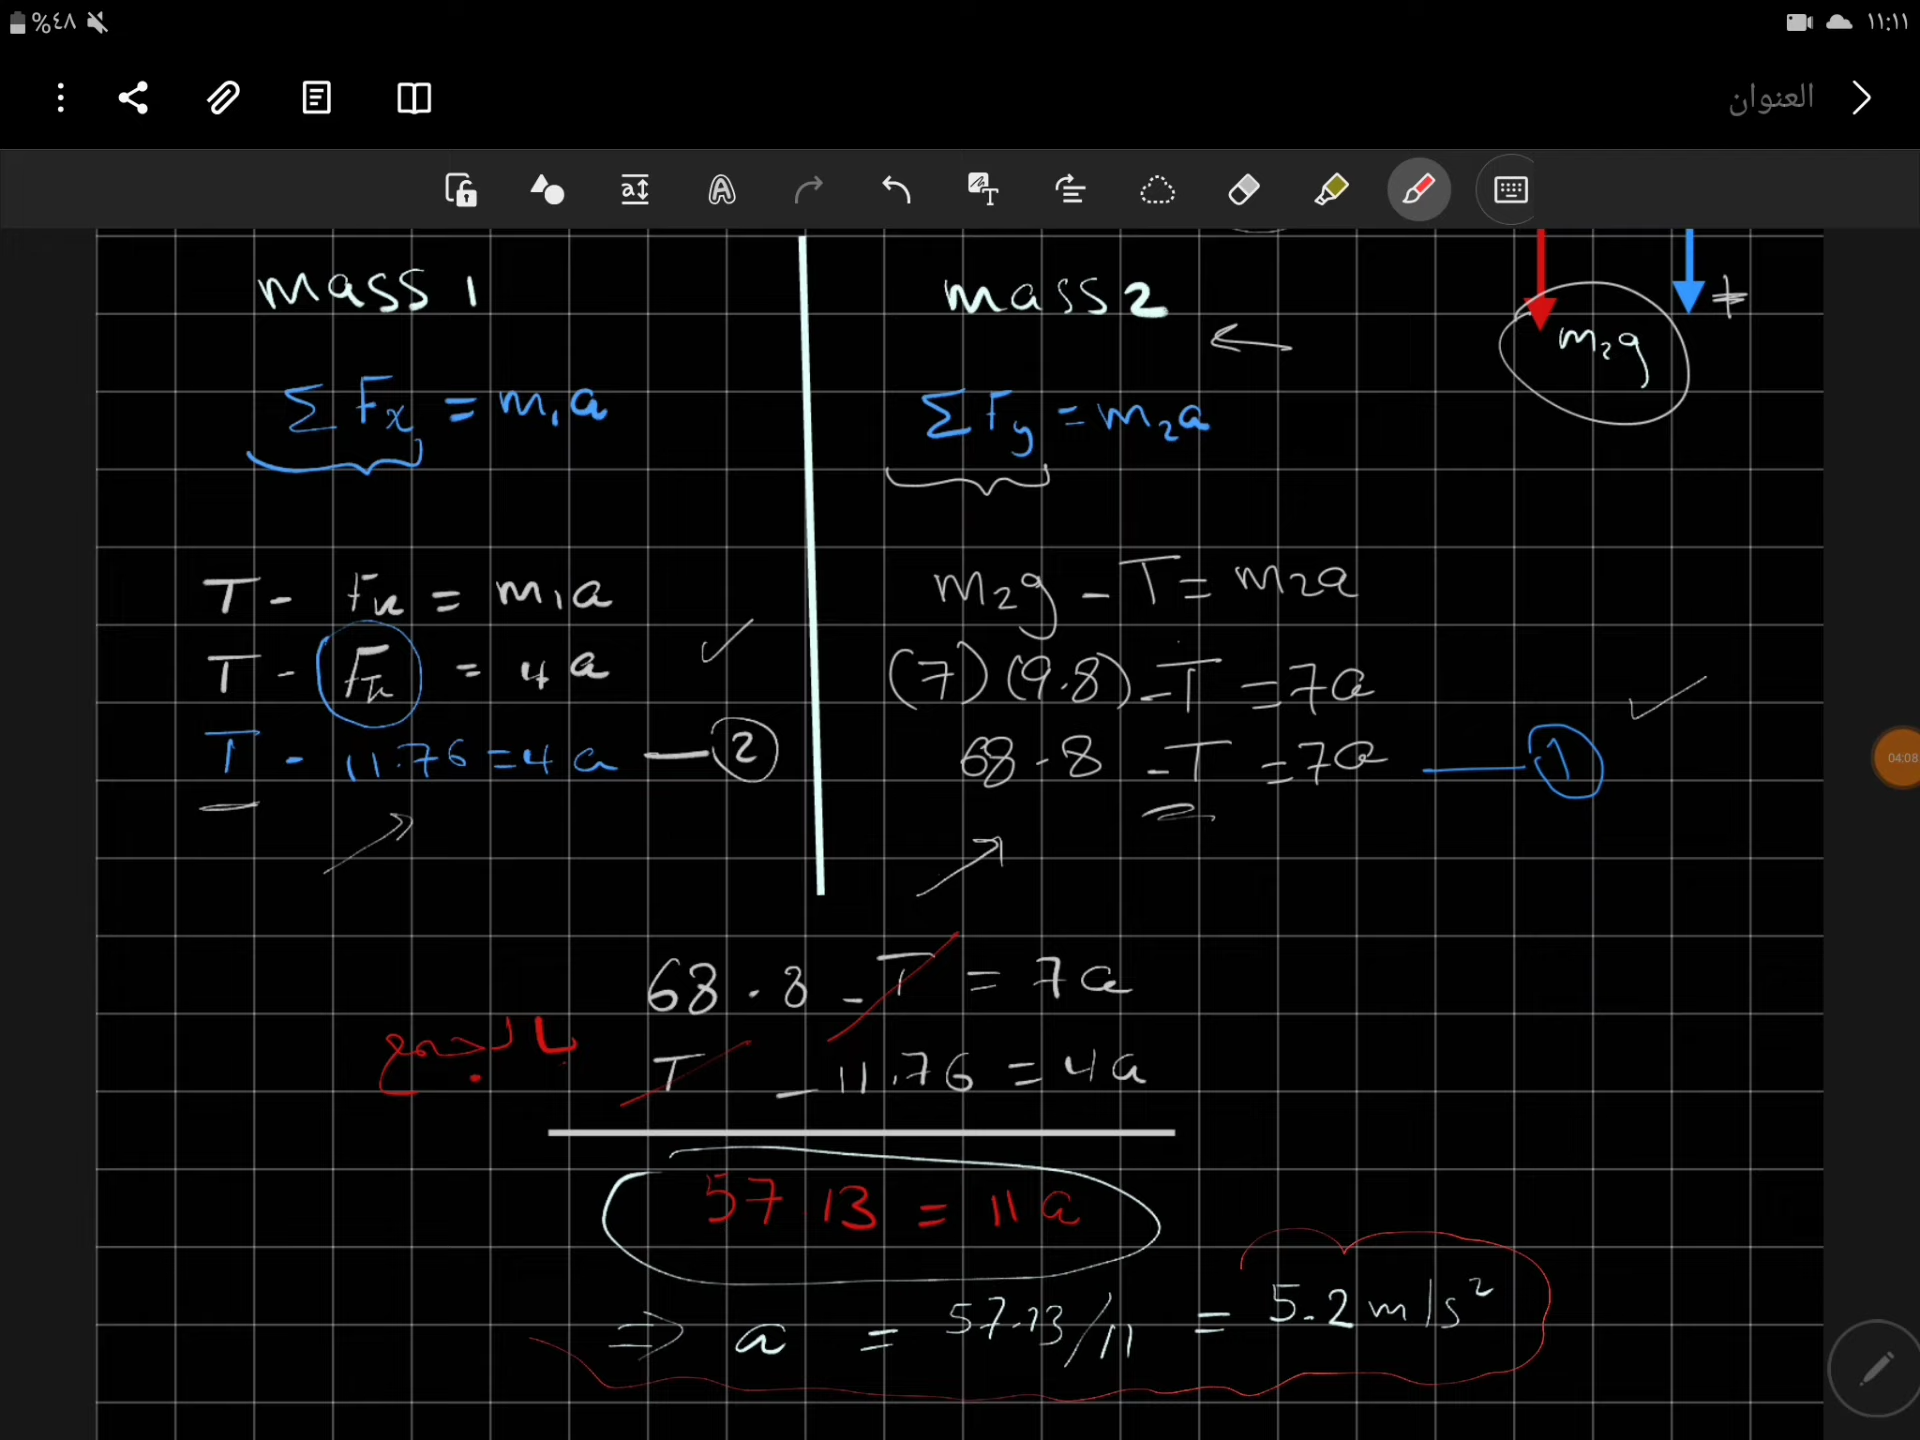 %٤٨
١١:١١
العنوان
mass 1
ΣFx = m₁a
T - Fk = m₁a
T - Fk = 4a
T - 11.76 = 4a — 2
mass 2
ΣFy = m₂a
m₂g - T = m₂a
(7)(9.8) - T = 7a
68.8 - T = 7a — 1
m₂g
+
68.8 - T = 7a
بالجمع
T - 11.76 = 4a
57.13 = 11a
⇒ a = 57.13/11 = 5.2 m/s²
04:08